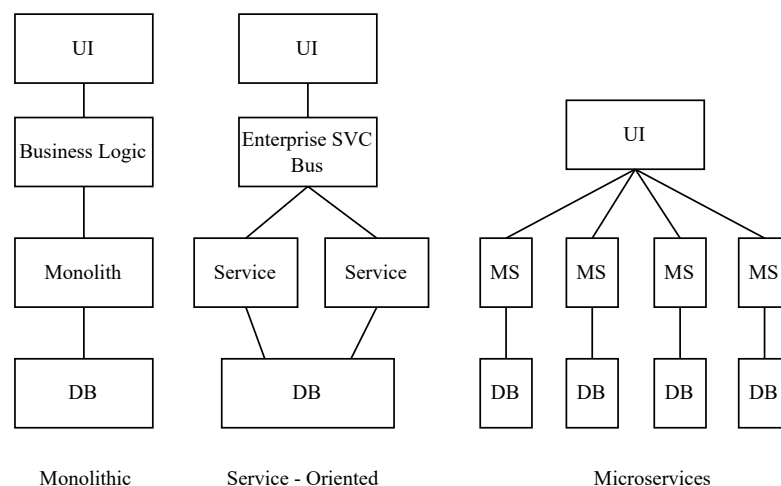 UI
Business Logic
Monolith
DB
Monolithic
UI
Enterprise SVC
Bus
Service
Service
DB
Service - Oriented
UI
MS
MS
MS
MS
DB
DB
DB
DB
Microservices